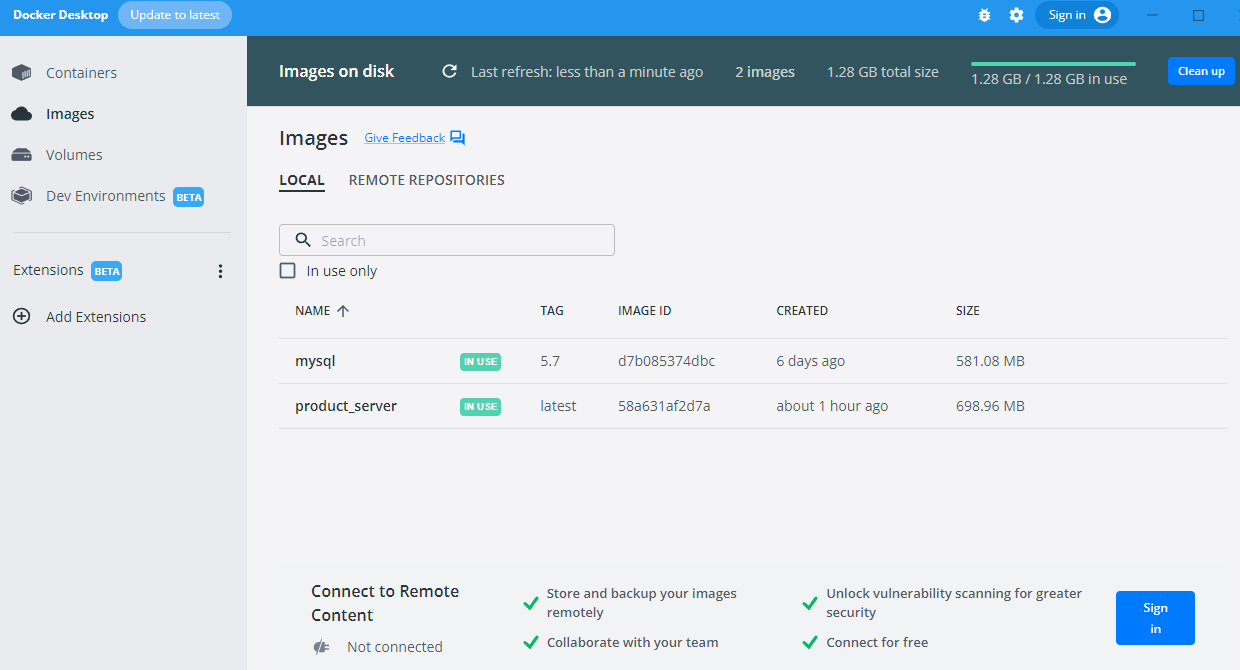 Docker Desktop Update to latest Sign in
Containers
Images
Volumes
Dev Environments BETA
Extensions BETA
Add Extensions
Images on disk Last refresh: less than a minute ago 2 images 1.28 GB total size 1.28 GB / 1.28 GB in use Clean up
Images Give Feedback
LOCAL REMOTE REPOSITORIES
Search
In use only
NAME TAG IMAGE ID CREATED SIZE
mysql IN USE 5.7 d7b085374dbc 6 days ago 581.08 MB
product_server IN USE latest 58a631af2d7a about 1 hour ago 698.96 MB
Connect to Remote
Content
Not connected
Store and backup your images
remotely
Collaborate with your team
Unlock vulnerability scanning for greater
security
Connect for free
Sign
in